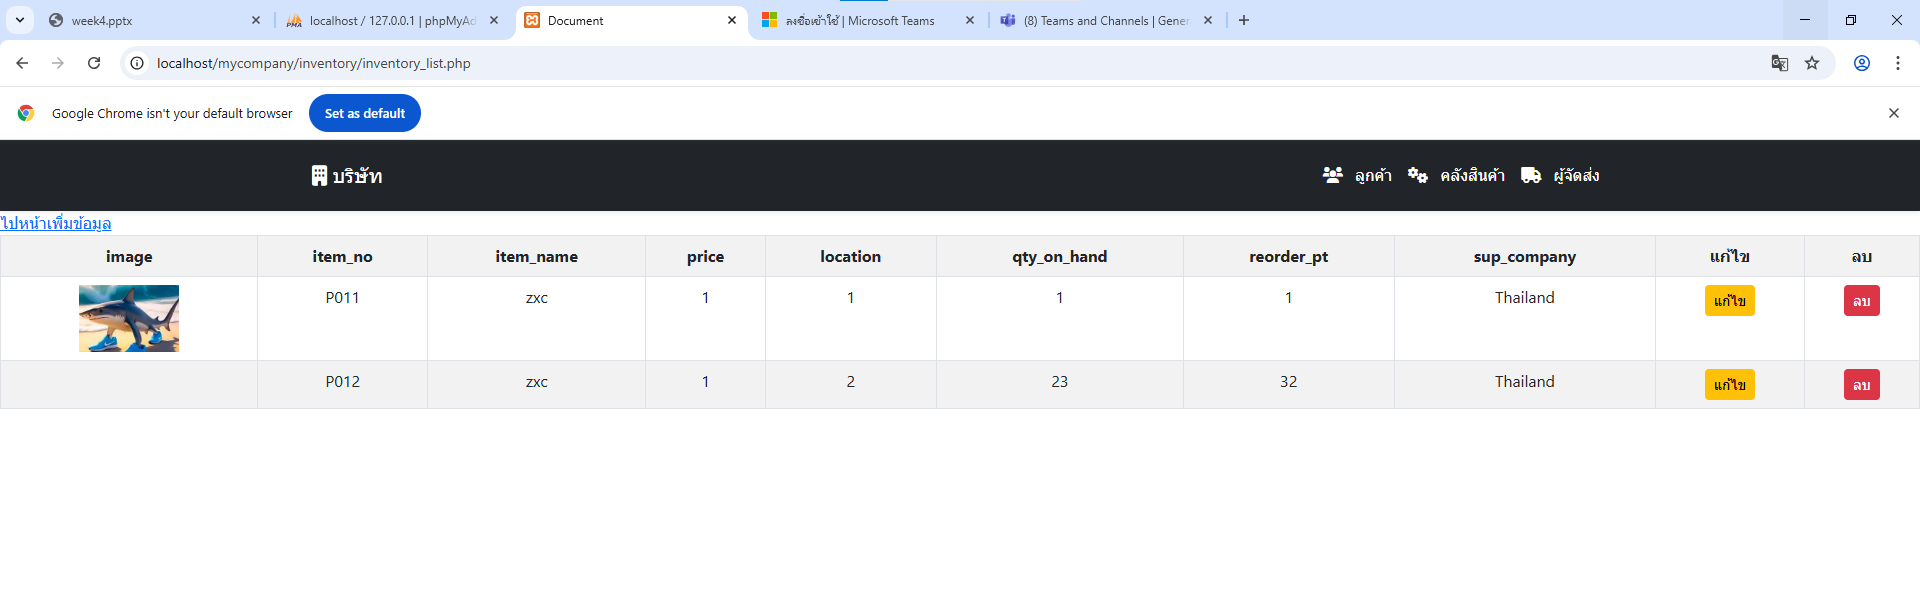 week4.pptx
localhost / 127.0.0.1 | phpMyAd
Document
ลงชื่อเข้าใช้ | Microsoft Teams
(8) Teams and Channels | Gener
localhost/mycompany/inventory/inventory_list.php
Google Chrome isn't your default browser
Set as default
บริษัท
ลูกค้า คลังสินค้า ผู้จัดส่ง
ไปหน้าเพิ่มข้อมูล
image item_no item_name price location qty_on_hand reorder_pt sup_company แก้ไข ลบ
P011 zxc 1 1 1 1 Thailand แก้ไข ลบ
P012 zxc 1 2 23 32 Thailand แก้ไข ลบ